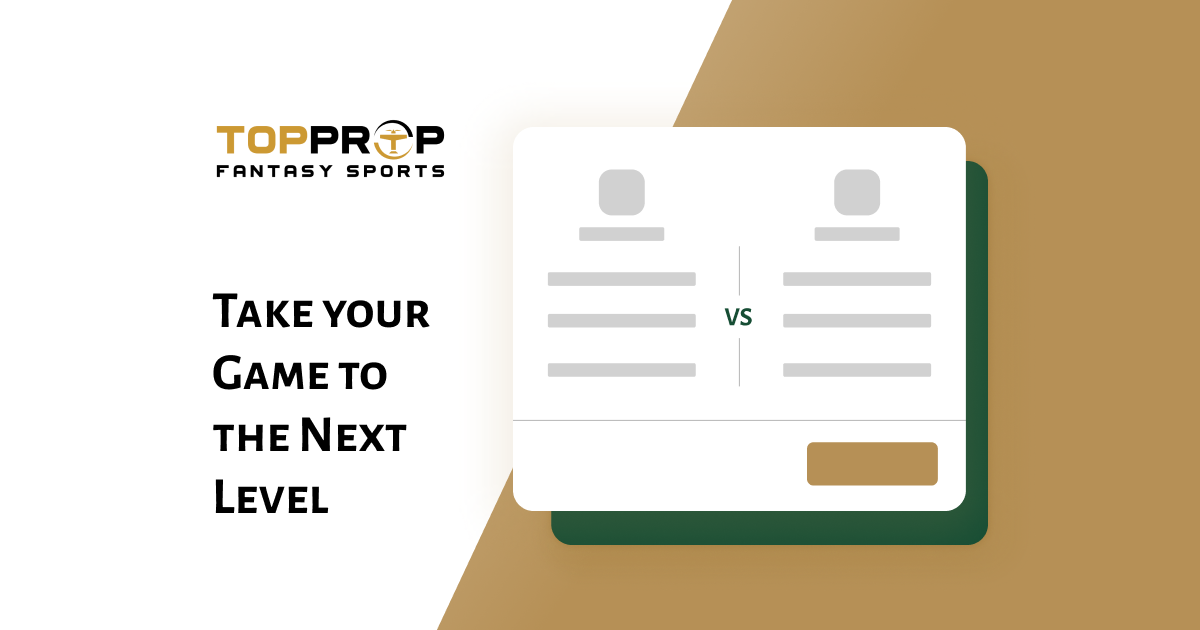 TOPPROP
FANTASY SPORTS
Take your
Game to
the Next
Level
VS